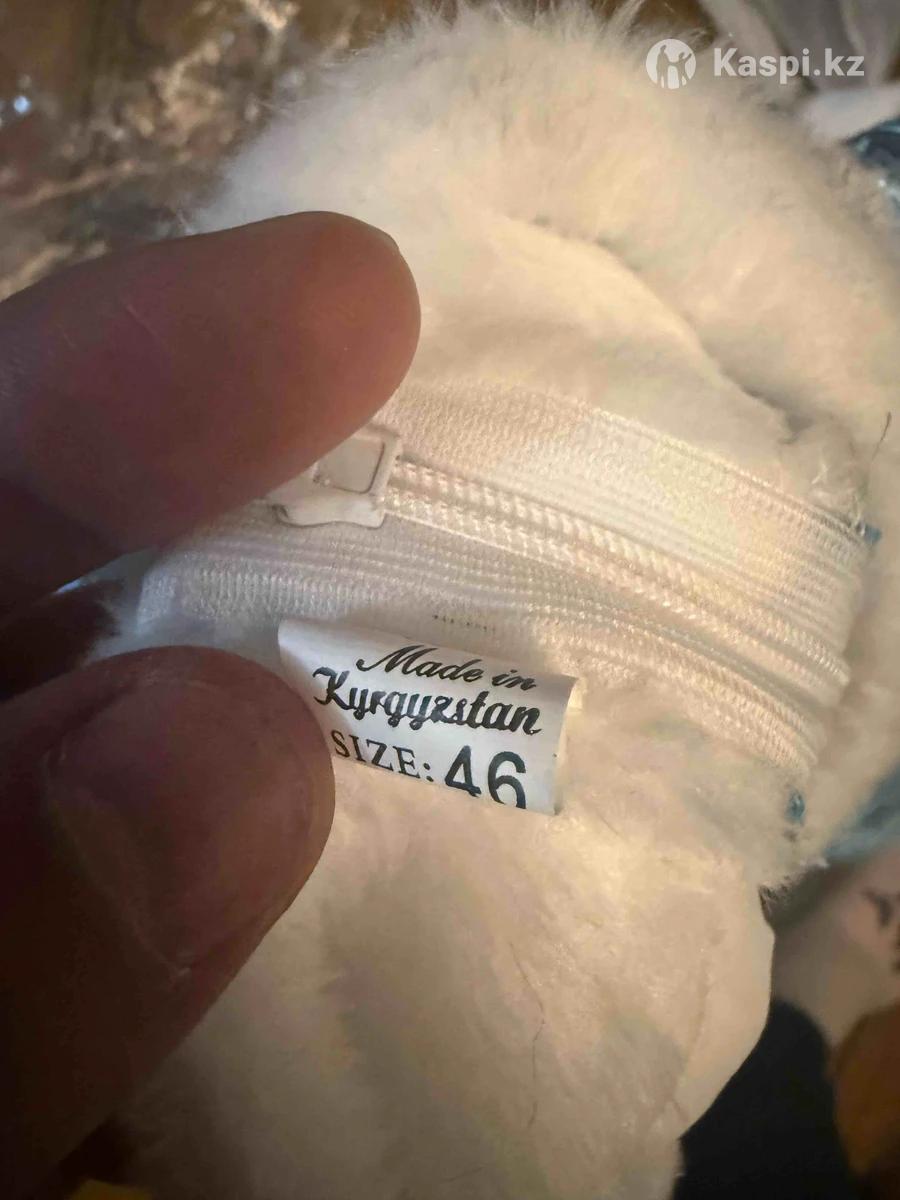 Kaspi.kz
Made in
Kyrgyzstan
SIZE: 46